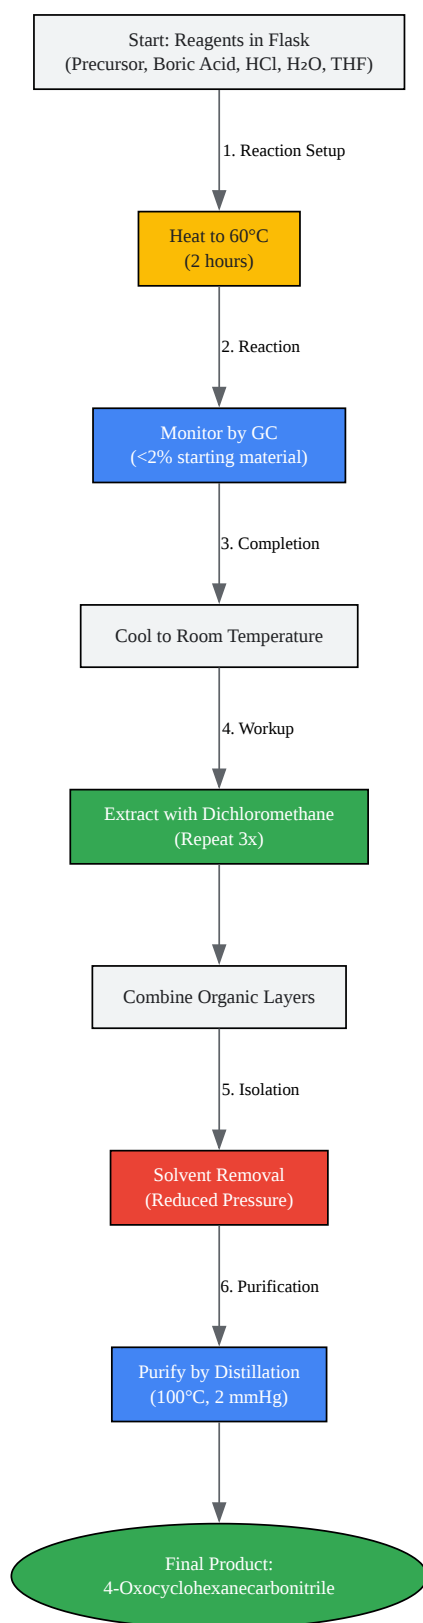 Start: Reagents in Flask
(Precursor, Boric Acid, HCl, H₂O, THF)
1. Reaction Setup
Heat to 60°C
(2 hours)
2. Reaction
Monitor by GC
(<2% starting material)
3. Completion
Cool to Room Temperature
4. Workup
Extract with Dichloromethane
(Repeat 3x)
Combine Organic Layers
5. Isolation
Solvent Removal
(Reduced Pressure)
6. Purification
Purify by Distillation
(100°C, 2 mmHg)
Final Product:
4-Oxocyclohexanecarbonitrile